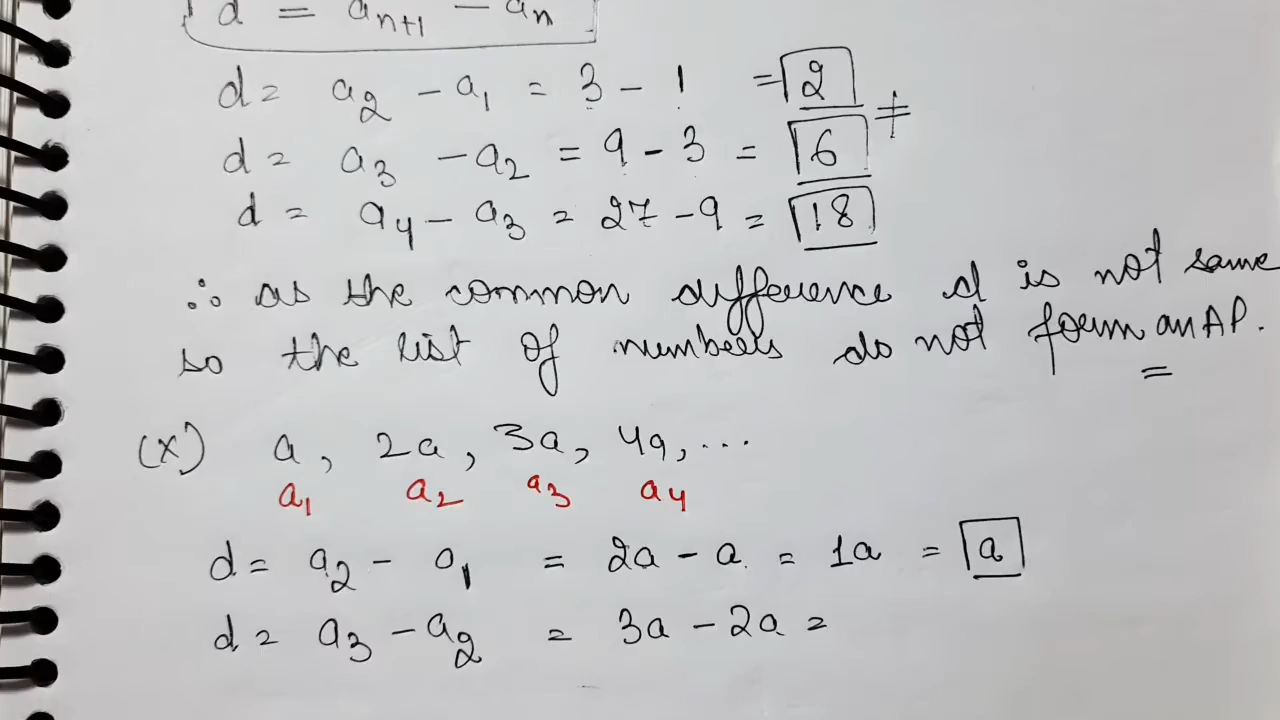 d = aₙ₊₁ - aₙ
d = a₂ - a₁ = 3 - 1 = 2
≠
d = a₃ - a₂ = 9 - 3 = 6
d = a₄ - a₃ = 27 - 9 = 18
∴ as the common difference d is not same
so the list of numbers do not form an AP.
(x) a, 2a, 3a, 4a, ...
a₁ a₂ a₃ a₄
d = a₂ - a₁ = 2a - a = 1a = a
d = a₃ - a₂ = 3a - 2a =